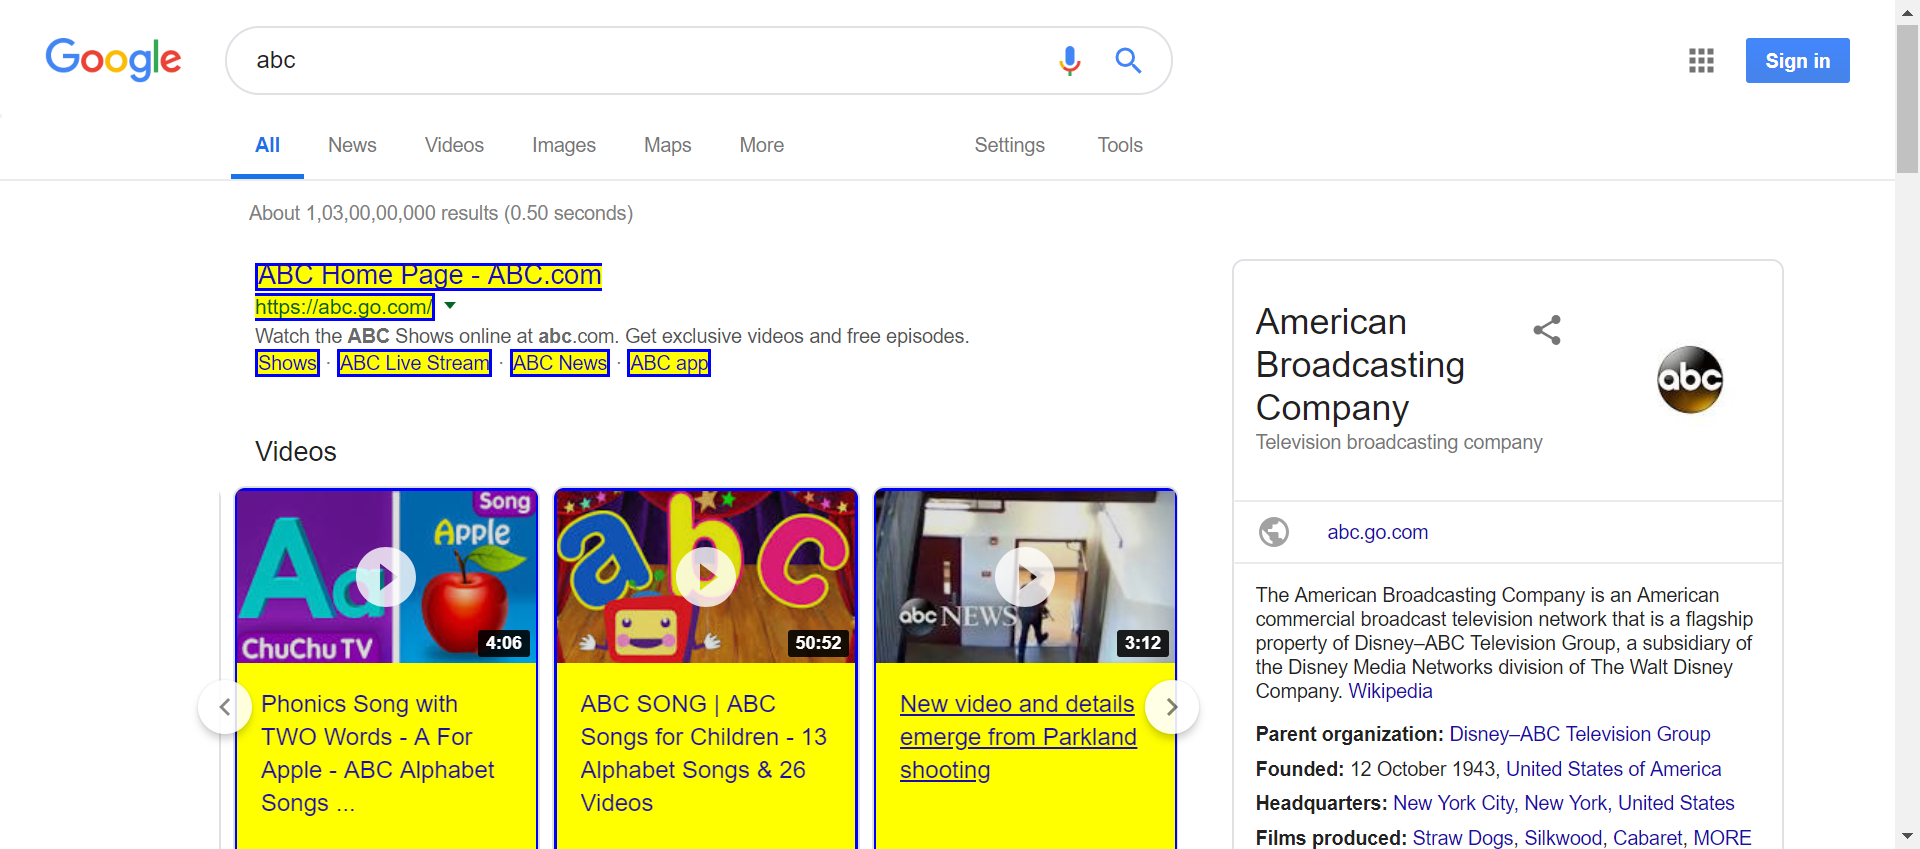 Google
abc
Sign in
All News Videos Images Maps More Settings Tools
About 1,03,00,00,000 results (0.50 seconds)
ABC Home Page - ABC.com
https://abc.go.com/
Watch the ABC Shows online at abc.com. Get exclusive videos and free episodes.
Shows · ABC Live Stream · ABC News · ABC app
Videos
Song
Aa
Apple
ChuChu TV
4:06
Phonics Song with
TWO Words - A For
Apple - ABC Alphabet
Songs ...
abc
50:52
ABC SONG | ABC
Songs for Children - 13
Alphabet Songs & 26
Videos
abc NEWS
3:12
New video and details
emerge from Parkland
shooting
American
Broadcasting
Company
Television broadcasting company
abc
abc.go.com
The American Broadcasting Company is an American
commercial broadcast television network that is a flagship
property of Disney–ABC Television Group, a subsidiary of
the Disney Media Networks division of The Walt Disney
Company. Wikipedia
Parent organization: Disney–ABC Television Group
Founded: 12 October 1943, United States of America
Headquarters: New York City, New York, United States
Films produced: Straw Dogs, Silkwood, Cabaret, MORE